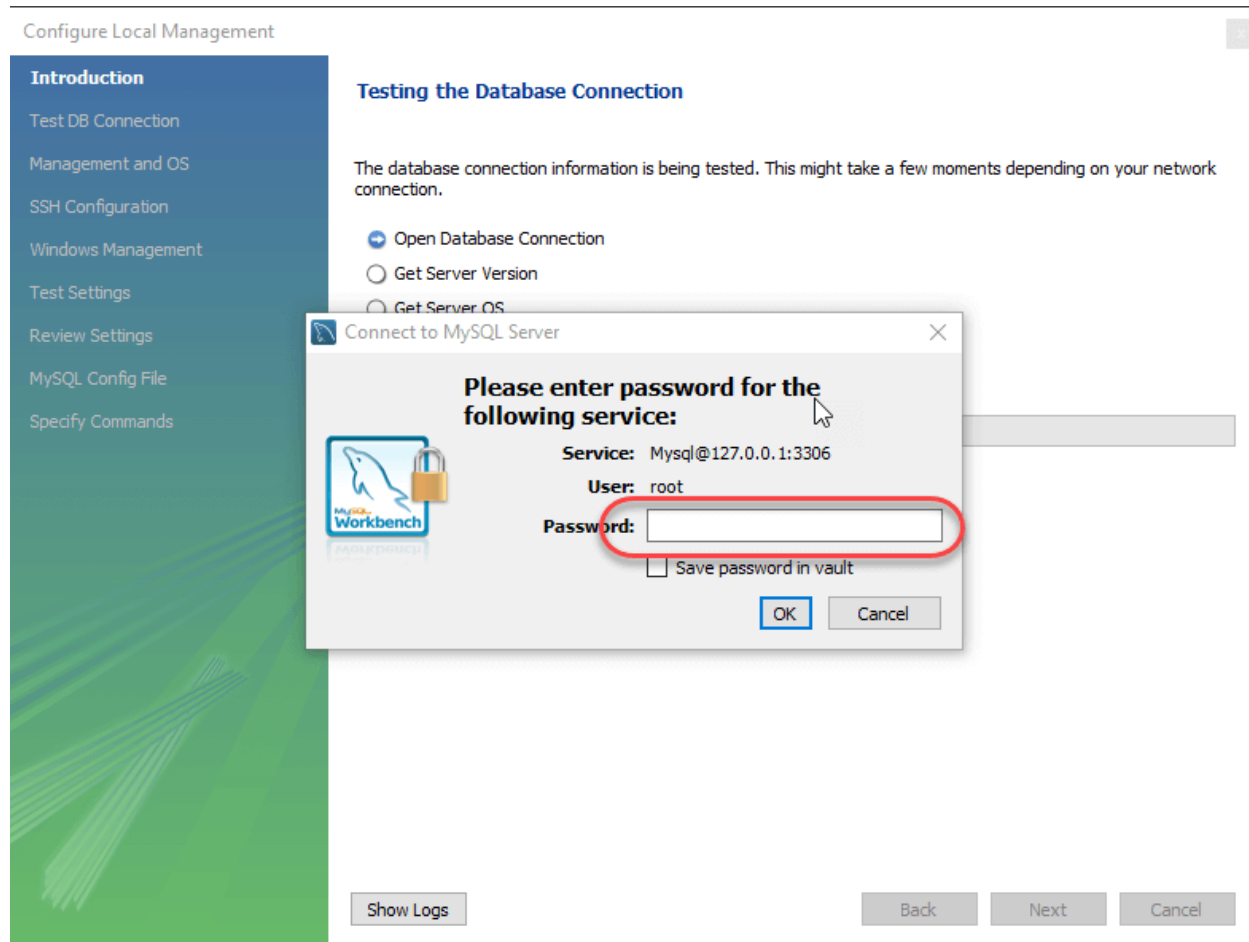 Configure Local Management
x
Introduction
Test DB Connection
Management and OS
SSH Configuration
Windows Management
Test Settings
Review Settings
MySQL Config File
Specify Commands
Testing the Database Connection
The database connection information is being tested. This might take a few moments depending on your network
connection.
Open Database Connection
Get Server Version
Get Server OS
Connect to MySQL Server
Please enter password for the
following service:
Service: Mysql@127.0.0.1:3306
User: root
Password:
Save password in vault
OK Cancel
MySQL
Workbench
Show Logs Back Next Cancel